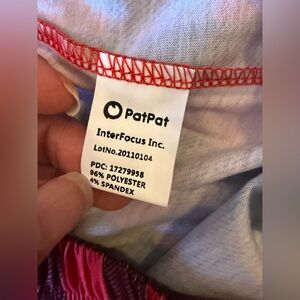 PatPat
InterFocus Inc.
LotNo.20110104
PDC: 17279958
96% POLYESTER
4% SPANDEX